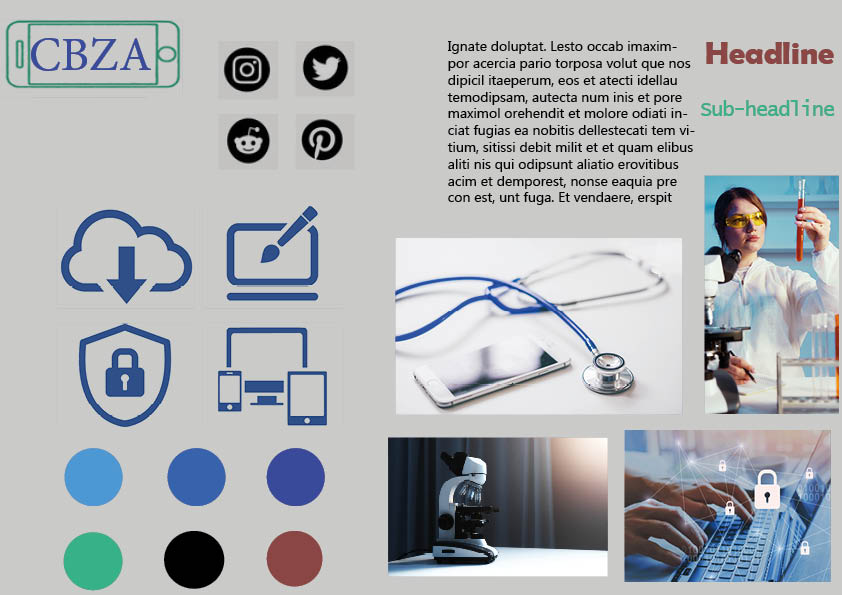 CBZA
Ignate doluptat. Lesto occab imaxim-
por acercia pario torposa volut que nos
dipicil itaeperum, eos et atecti idellau
temodipsam, autecta num inis et pore
maximol orehendit et molore odiati in-
ciat fugias ea nobitis dellestecati tem vi-
tium, sitissi debit milit et et quam elibus
aliti nis qui odipsunt aliatio erovitibus
acim et demporest, nonse eaquia pre
con est, unt fuga. Et vendaere, erspit
Headline
Sub-headline